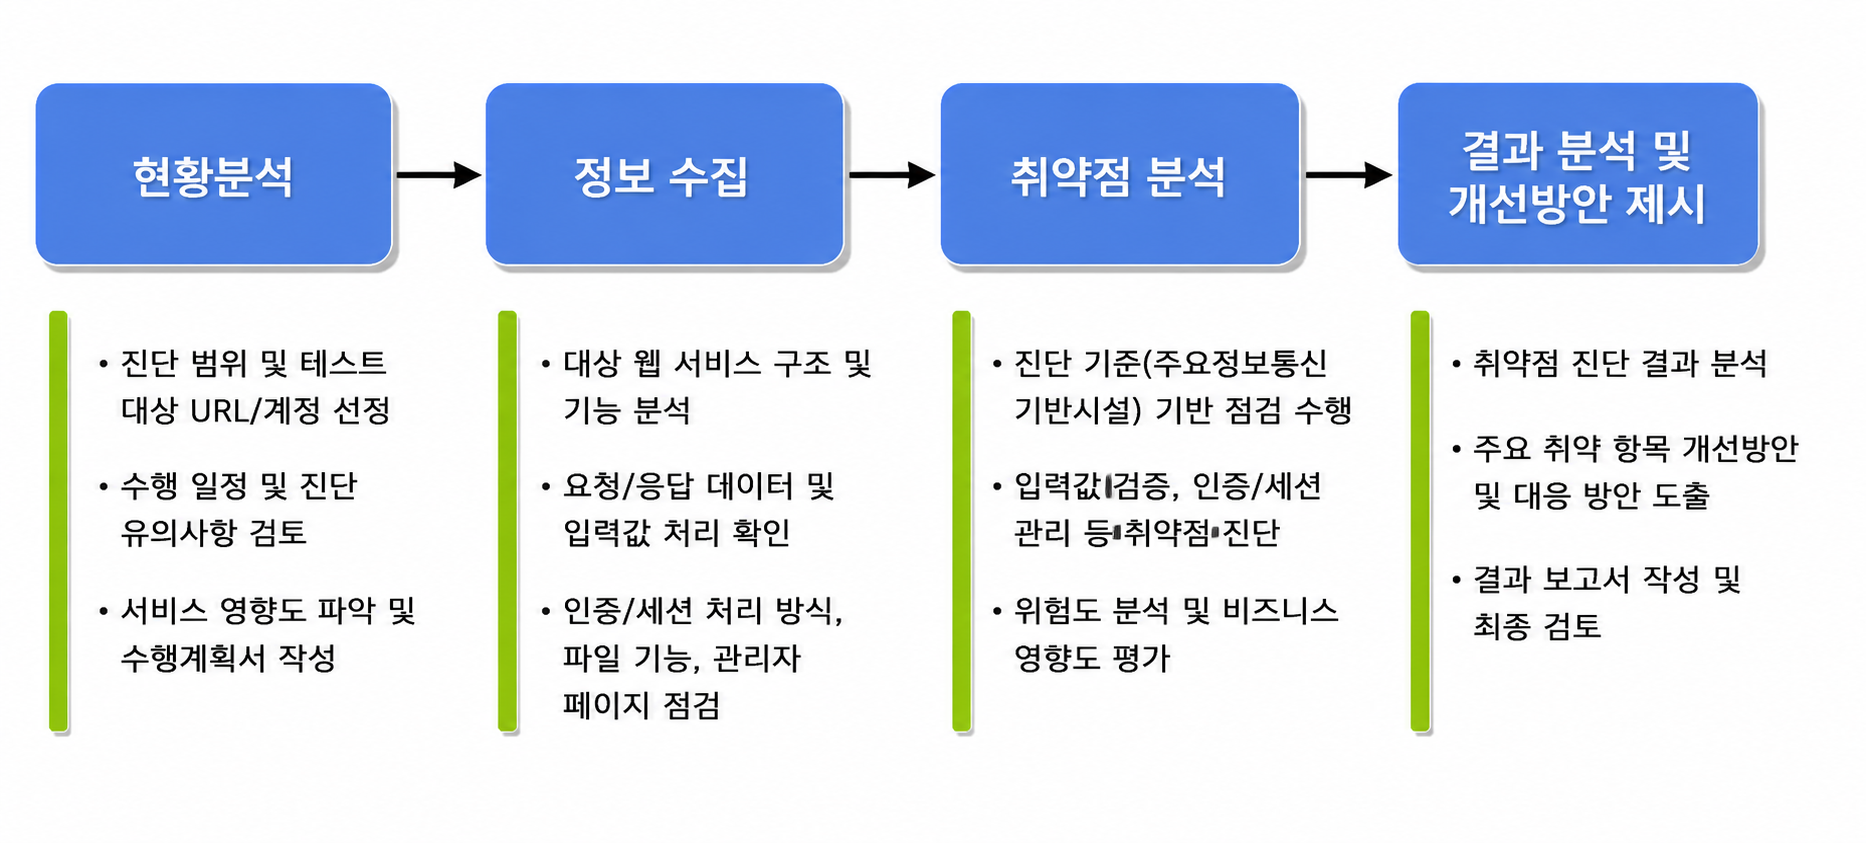 현황분석
정보 수집
취약점 분석
결과 분석 및
개선방안 제시
• 진단 범위 및 테스트
대상 URL/계정 선정
• 수행 일정 및 진단
유의사항 검토
• 서비스 영향도 파악 및
수행계획서 작성
• 대상 웹 서비스 구조 및
기능 분석
• 요청/응답 데이터 및
입력값 처리 확인
• 인증/세션 처리 방식,
파일 기능, 관리자
페이지 점검
• 진단 기준(주요정보통신
기반시설) 기반 점검 수행
• 입력값 검증, 인증/세션
관리 등 취약점 진단
• 위험도 분석 및 비즈니스
영향도 평가
• 취약점 진단 결과 분석
• 주요 취약 항목 개선방안
및 대응 방안 도출
• 결과 보고서 작성 및
최종 검토